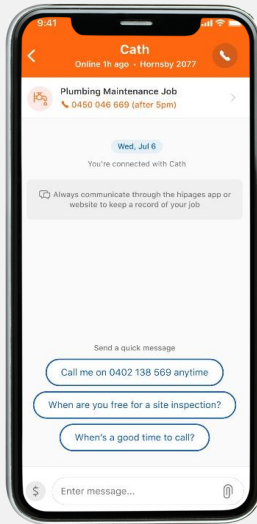 9:41
Cath
Online 1h ago • Hornsby 2077
Plumbing Maintenance Job
0450 046 669 (after 5pm)
Wed, Jul 6
You're connected with Cath
Always communicate through the hipages app or
website to keep a record of your job
Send a quick message
Call me on 0402 138 569 anytime
When are you free for a site inspection?
When's a good time to call?
$ Enter message...